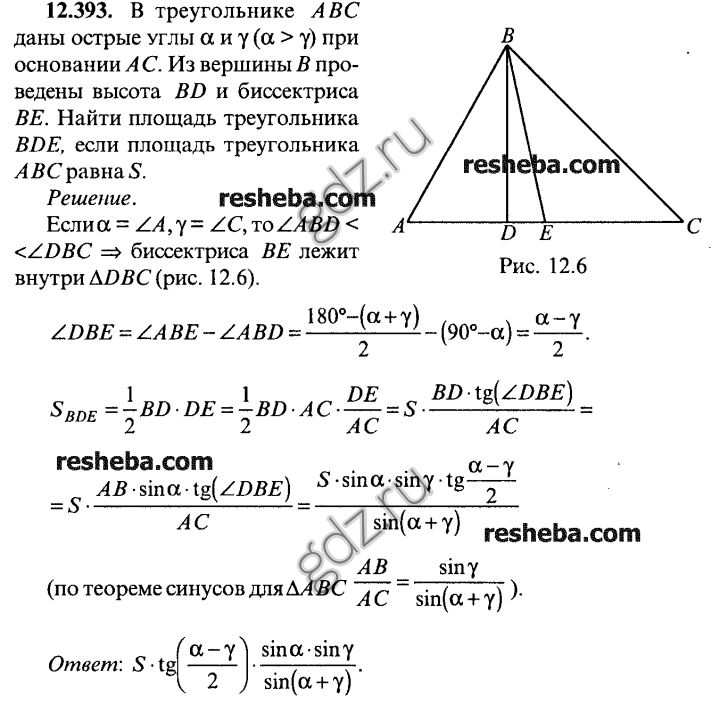 12.393. В треугольнике ABC
даны острые углы α и γ (α > γ) при
основании AC. Из вершины B про-
ведены высота BD и биссектриса
BE. Найти площадь треугольника
BDE, если площадь треугольника
ABC равна S.
Решение.
resheba.com
Если α = ∠A, γ = ∠C, то ∠ABD <
< ∠DBC ⇒ биссектриса BE лежит
внутри ΔDBC (рис. 12.6).
B
resheba.com
gdz.ru
A D E C
Рис. 12.6
∠DBE = ∠ABE − ∠ABD = (180° − (α + γ))/2 − (90° − α) = (α − γ)/2.
S_BDE = 1/2 BD · DE = 1/2 BD · AC · DE/AC = S · BD · tg(∠DBE)/AC =
resheba.com
= S · AB · sin α · tg(∠DBE)/AC = S · sin α · sin γ · tg (α − γ)/2 / sin(α + γ)
gdz.ru
resheba.com
(по теореме синусов для ΔABC AB/AC = sin γ/sin(α + γ) ).
Ответ: S · tg((α − γ)/2) · sin α · sin γ/sin(α + γ).